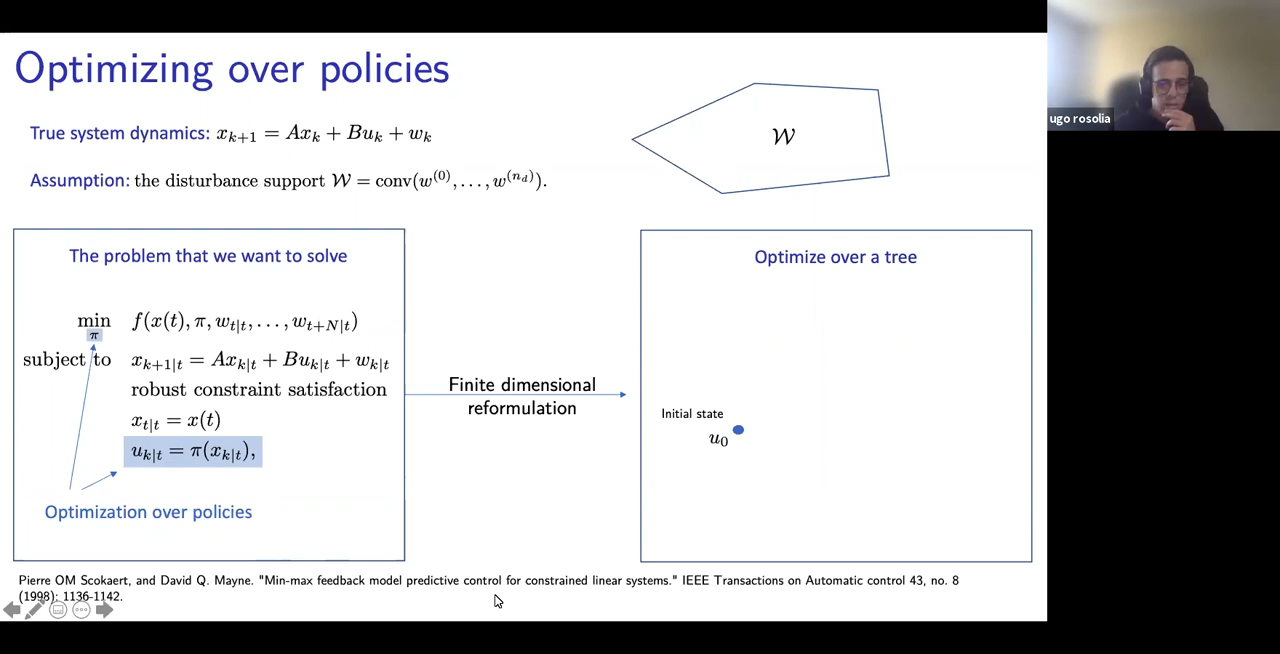 Optimizing over policies
True system dynamics: x_{k+1} = Ax_k + Bu_k + w_k
Assumption: the disturbance support 𝒲 = conv(w^{(0)}, . . . , w^{(n_d)}).
𝒲
ugo rosolia
The problem that we want to solve
min
π
f(x(t), π, w_{t|t}, . . . , w_{t+N|t})
subject to x_{k+1|t} = Ax_{k|t} + Bu_{k|t} + w_{k|t}
robust constraint satisfaction
x_{t|t} = x(t)
u_{k|t} = π(x_{k|t}),
Optimization over policies
Finite dimensional
reformulation
Optimize over a tree
Initial state
u_0
Pierre OM Scokaert, and David Q. Mayne. "Min-max feedback model predictive control for constrained linear systems." IEEE Transactions on Automatic control 43, no. 8
(1998): 1136-1142.